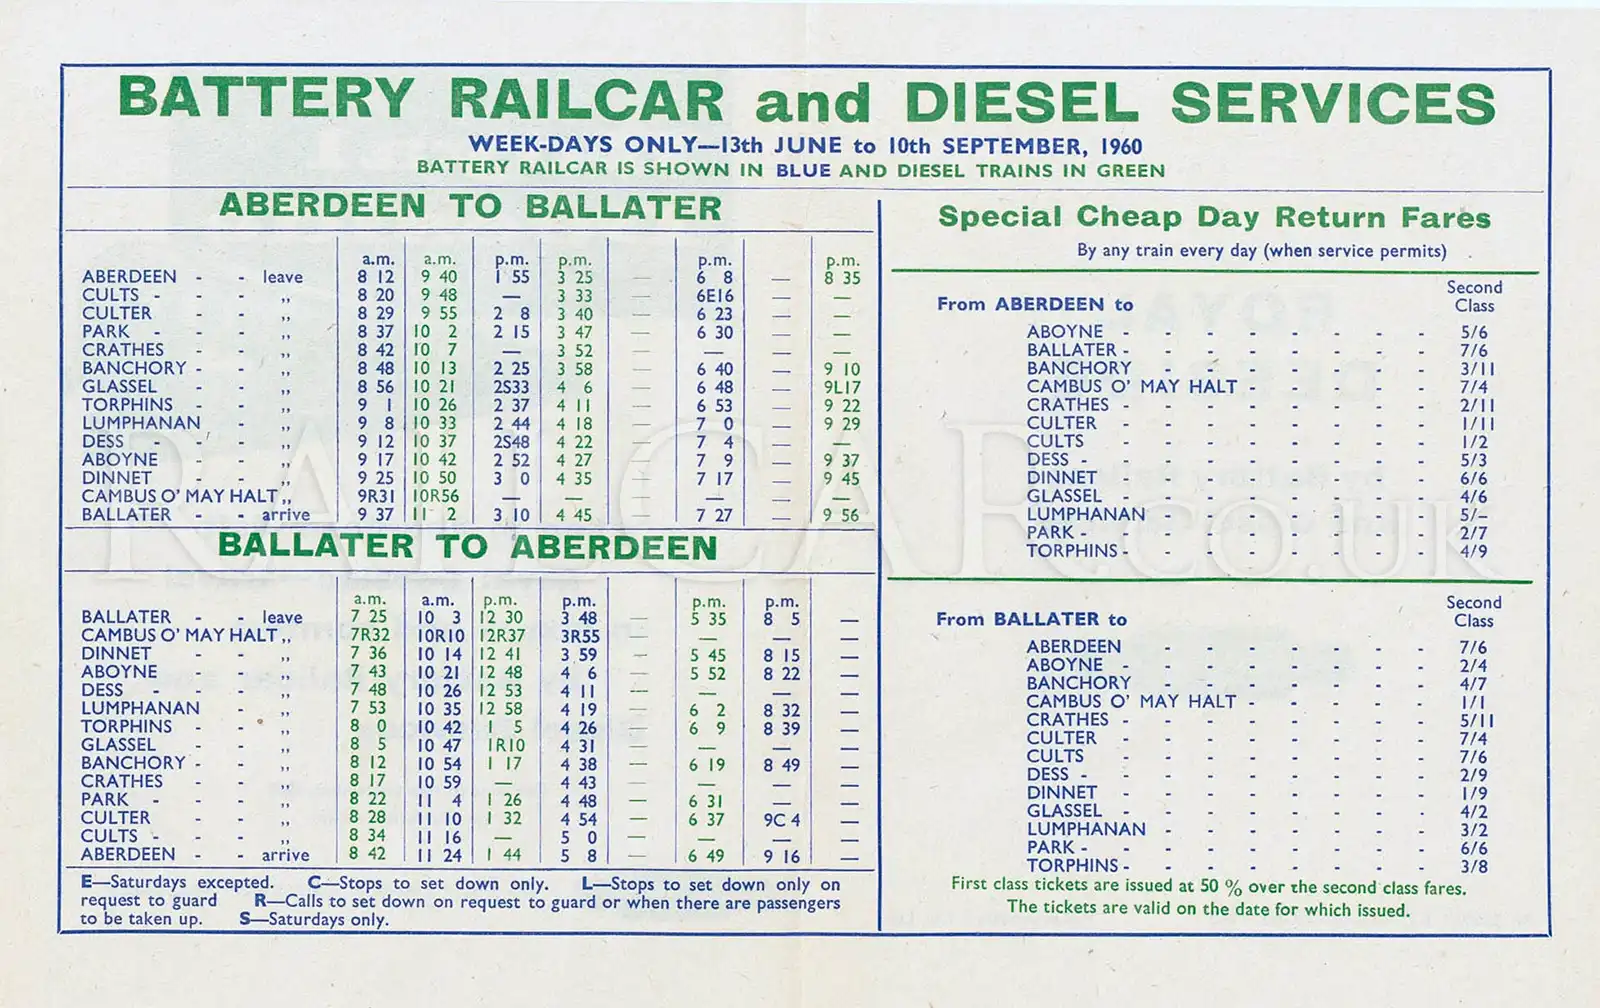 BATTERY RAILCAR and DIESEL SERVICES
WEEK-DAYS ONLY—13th JUNE to 10th SEPTEMBER, 1960
BATTERY RAILCAR IS SHOWN IN BLUE AND DIESEL TRAINS IN GREEN
ABERDEEN TO BALLATER
a.m. a.m. p.m. p.m. p.m. p.m.
ABERDEEN - - leave 8 12 9 40 1 55 3 25 — 6 8 — 8 35
CULTS - - - „ 8 20 9 48 — 3 33 — 6E16 — —
CULTER - - „ 8 29 9 55 2 8 3 40 — 6 23 — —
PARK - - - „ 8 37 10 2 2 15 3 47 — 6 30 — —
CRATHES - - „ 8 42 10 7 — 3 52 — — — —
BANCHORY - - - „ 8 48 10 13 2 25 3 58 — 6 40 — 9 10
GLASSEL - - „ 8 56 10 21 2S33 4 6 — 6 48 — 9L17
TORPHINS - - „ 9 1 10 26 2 37 4 11 — 6 53 — 9 22
LUMPHANAN - „ 9 8 10 33 2 44 4 18 — 7 0 — 9 29
DESS - - - „ 9 12 10 37 2S48 4 22 — 7 4 — —
ABOYNE - - „ 9 17 10 42 2 52 4 27 — 7 9 — 9 37
DINNET - - „ 9 25 10 50 3 0 4 35 — 7 17 — 9 45
CAMBUS O' MAY HALT „ 9R31 10R56 — — — — — —
BALLATER - - arrive 9 37 11 2 3 10 4 45 — 7 27 — 9 56
BALLATER TO ABERDEEN
a.m. a.m. p.m. p.m. p.m. p.m.
BALLATER - - leave 7 25 10 3 12 30 3 48 — 5 35 8 5 —
CAMBUS O' MAY HALT „ 7R32 10R10 12R37 3R55 — — — —
DINNET - - „ 7 36 10 14 12 41 3 59 — 5 45 8 15 —
ABOYNE - - „ 7 43 10 21 12 48 4 6 — 5 52 8 22 —
DESS - - - „ 7 48 10 26 12 53 4 11 — — — —
LUMPHANAN - „ 7 53 10 35 12 58 4 19 — 6 2 8 32 —
TORPHINS - - „ 8 0 10 42 1 5 4 26 — 6 9 8 39 —
GLASSEL - - „ 8 5 10 47 1R10 4 31 — — — —
BANCHORY - - - „ 8 12 10 54 1 17 4 38 — 6 19 8 49 —
CRATHES - - „ 8 17 10 59 — 4 43 — — — —
PARK - - - „ 8 22 11 4 1 26 4 48 — 6 31 — —
CULTER - - „ 8 28 11 10 1 32 4 54 — 6 37 9C 4 —
CULTS - - - „ 8 34 11 16 — 5 0 — — — —
ABERDEEN - - arrive 8 42 11 24 1 44 5 8 — 6 49 9 16 —
E—Saturdays excepted. C—Stops to set down only. L—Stops to set down only on
request to guard R—Calls to set down on request to guard or when there are passengers
to be taken up. S—Saturdays only.
Special Cheap Day Return Fares
By any train every day (when service permits)
Second
From ABERDEEN to Class
ABOYNE - - - - - - - 5/6
BALLATER - - - - - - - 7/6
BANCHORY - - - - - - 3/11
CAMBUS O' MAY HALT - - - - 7/4
CRATHES - - - - - - - 2/11
CULTER - - - - - - - 1/11
CULTS - - - - - - - 1/2
DESS - - - - - - - - 5/3
DINNET - - - - - - - 6/6
GLASSEL - - - - - - - 4/6
LUMPHANAN - - - - - - 5/-
PARK - - - - - - - - 2/7
TORPHINS - - - - - - - 4/9
Second
From BALLATER to Class
ABERDEEN - - - - - - 7/6
ABOYNE - - - - - - - 2/4
BANCHORY - - - - - - 4/7
CAMBUS O' MAY HALT - - - - 1/1
CRATHES - - - - - - - 5/11
CULTER - - - - - - - 7/4
CULTS - - - - - - - 7/6
DESS - - - - - - - - 2/9
DINNET - - - - - - - 1/9
GLASSEL - - - - - - - 4/2
LUMPHANAN - - - - - - 3/2
PARK - - - - - - - - 6/6
TORPHINS - - - - - - - 3/8
First class tickets are issued at 50 % over the second class fares.
The tickets are valid on the date for which issued.
RAILCAR.co.uk